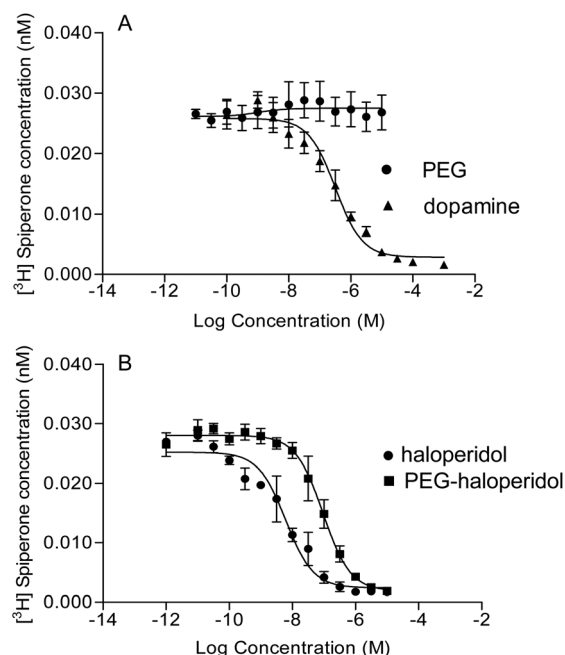 A
[³H] Spiperone concentration (nM)
0.040
0.030
0.020
0.010
0.000
PEG
dopamine
-14 -12 -10 -8 -6 -4 -2
Log Concentration (M)
B
[³H] Spiperone concentration (nM)
0.040
0.030
0.020
0.010
0.000
haloperidol
PEG-haloperidol
-14 -12 -10 -8 -6 -4 -2
Log Concentration (M)